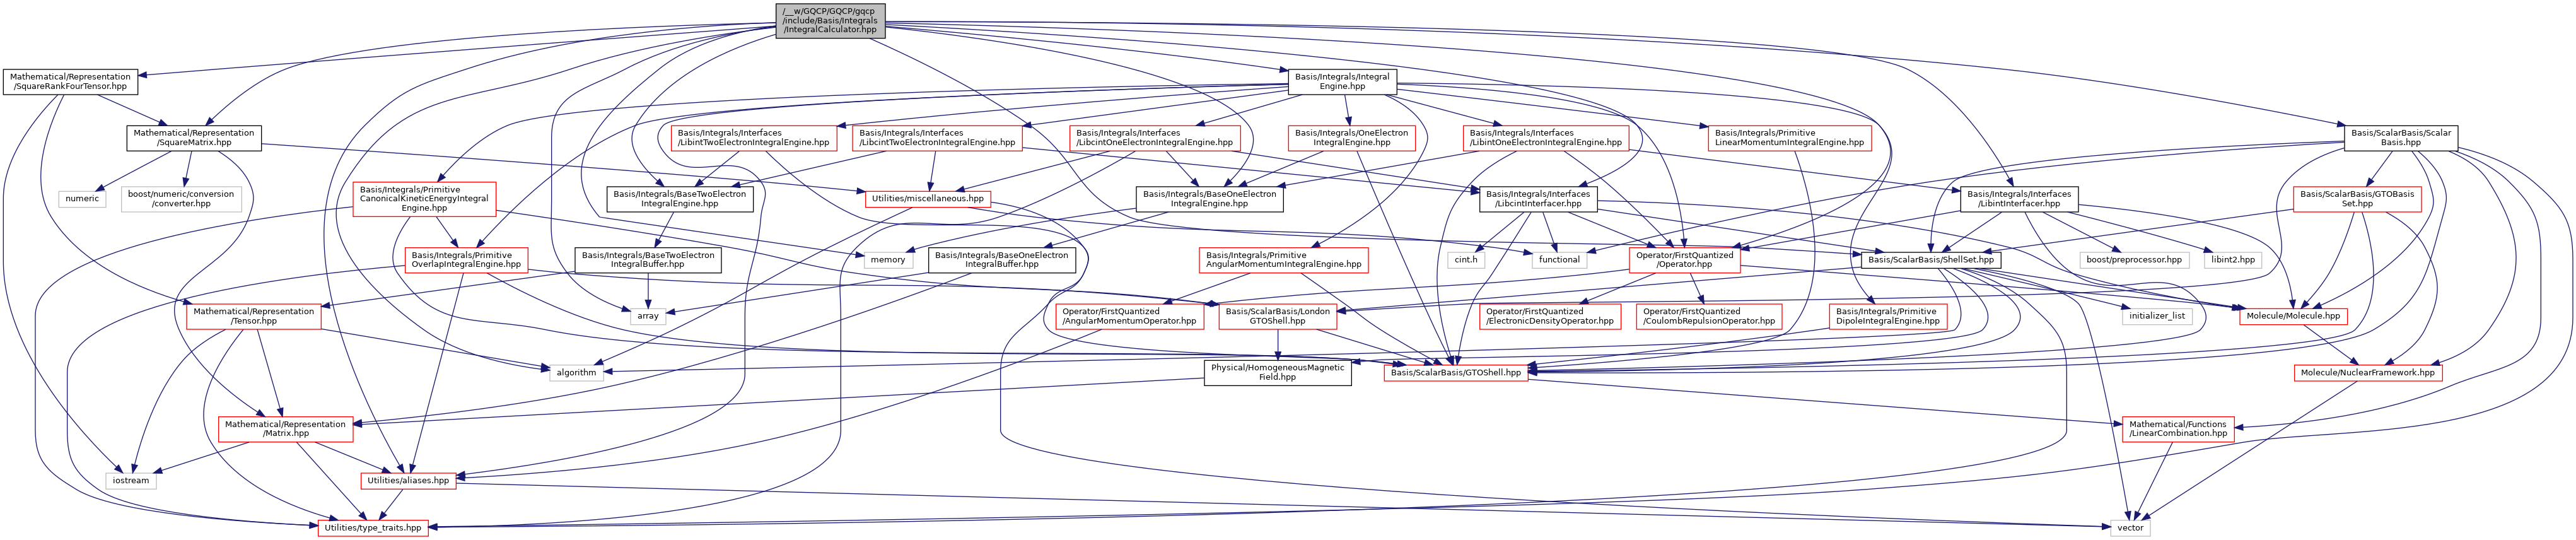 /__w/GQCP/GQCP/gqcp
/include/Basis/Integrals
/IntegralCalculator.hpp
Mathematical/Representation
/SquareRankFourTensor.hpp
Basis/Integrals/Integral
Engine.hpp
Mathematical/Representation
/SquareMatrix.hpp
Basis/Integrals/Interfaces
/LibintTwoElectronIntegralEngine.hpp
Basis/Integrals/Interfaces
/LibcintTwoElectronIntegralEngine.hpp
Basis/Integrals/Interfaces
/LibcintOneElectronIntegralEngine.hpp
Basis/Integrals/OneElectron
IntegralEngine.hpp
Basis/Integrals/Interfaces
/LibintOneElectronIntegralEngine.hpp
Basis/Integrals/Primitive
LinearMomentumIntegralEngine.hpp
Basis/ScalarBasis/Scalar
Basis.hpp
numeric
boost/numeric/conversion
/converter.hpp
Basis/Integrals/Primitive
CanonicalKineticEnergyIntegral
Engine.hpp
Basis/Integrals/BaseTwoElectron
IntegralEngine.hpp
Utilities/miscellaneous.hpp
Basis/Integrals/BaseOneElectron
IntegralEngine.hpp
Basis/Integrals/Interfaces
/LibcintInterfacer.hpp
Basis/Integrals/Interfaces
/LibintInterfacer.hpp
Basis/ScalarBasis/GTOBasis
Set.hpp
Basis/Integrals/Primitive
OverlapIntegralEngine.hpp
Basis/Integrals/BaseTwoElectron
IntegralBuffer.hpp
memory
Basis/Integrals/BaseOneElectron
IntegralBuffer.hpp
Basis/Integrals/Primitive
AngularMomentumIntegralEngine.hpp
cint.h
functional
Operator/FirstQuantized
/Operator.hpp
Basis/ScalarBasis/ShellSet.hpp
boost/preprocessor.hpp
libint2.hpp
Mathematical/Representation
/Tensor.hpp
array
Operator/FirstQuantized
/AngularMomentumOperator.hpp
Basis/ScalarBasis/London
GTOShell.hpp
Operator/FirstQuantized
/ElectronicDensityOperator.hpp
Operator/FirstQuantized
/CoulombRepulsionOperator.hpp
Basis/Integrals/Primitive
DipoleIntegralEngine.hpp
initializer_list
Molecule/Molecule.hpp
algorithm
Physical/HomogeneousMagnetic
Field.hpp
Basis/ScalarBasis/GTOShell.hpp
Molecule/NuclearFramework.hpp
Mathematical/Representation
/Matrix.hpp
Mathematical/Functions
/LinearCombination.hpp
iostream
Utilities/aliases.hpp
Utilities/type_traits.hpp
vector